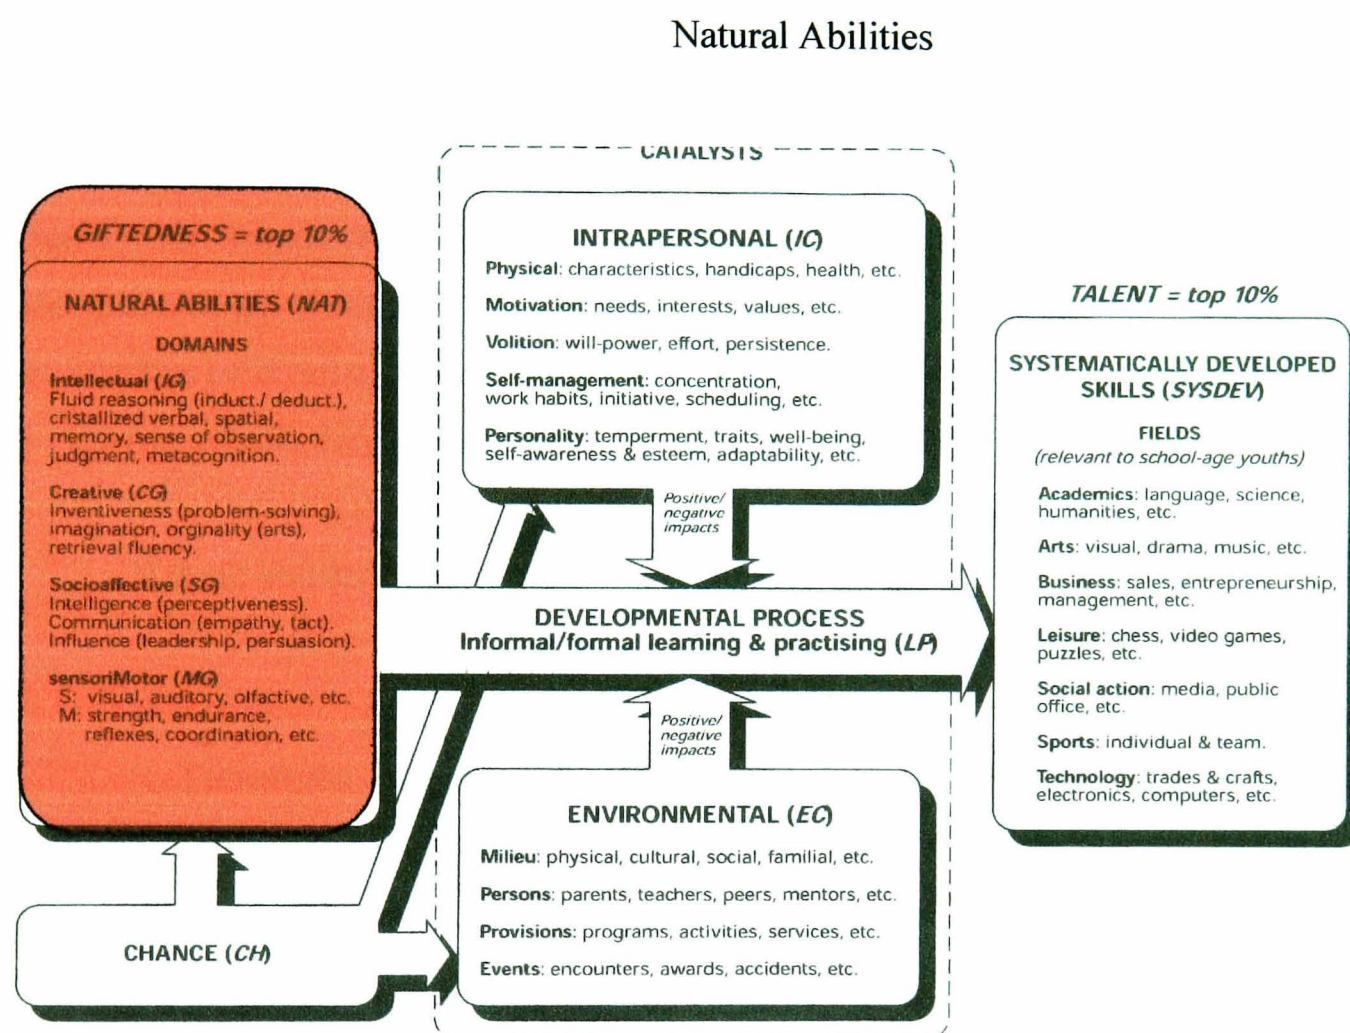 Natural Abilities
CATALYSTS
GIFTEDNESS = top 10%
NATURAL ABILITIES (NAT)
DOMAINS
Intellectual (IG)
Fluid reasoning (induct./ deduct.),
cristallized verbal, spatial,
memory, sense of observation,
judgment, metacognition.
Creative (CG)
Inventiveness (problem-solving),
imagination, orginality (arts),
retrieval fluency.
Socioaffective (SG)
Intelligence (perceptiveness).
Communication (empathy, tact).
Influence (leadership, persuasion).
sensoriMotor (MG)
S: visual, auditory, olfactive, etc.
M: strength, endurance,
reflexes, coordination, etc.
CHANCE (CH)
INTRAPERSONAL (IC)
Physical: characteristics, handicaps, health, etc.
Motivation: needs, interests, values, etc.
Volition: will-power, effort, persistence.
Self-management: concentration,
work habits, initiative, scheduling, etc.
Personality: temperment, traits, well-being,
self-awareness & esteem, adaptability, etc.
Positive/
negative
impacts
DEVELOPMENTAL PROCESS
Informal/formal learning & practising (LP)
Positive/
negative
impacts
ENVIRONMENTAL (EC)
Milieu: physical, cultural, social, familial, etc.
Persons: parents, teachers, peers, mentors, etc.
Provisions: programs, activities, services, etc.
Events: encounters, awards, accidents, etc.
TALENT = top 10%
SYSTEMATICALLY DEVELOPED
SKILLS (SYSDEV)
FIELDS
(relevant to school-age youths)
Academics: language, science,
humanities, etc.
Arts: visual, drama, music, etc.
Business: sales, entrepreneurship,
management, etc.
Leisure: chess, video games,
puzzles, etc.
Social action: media, public
office, etc.
Sports: individual & team.
Technology: trades & crafts,
electronics, computers, etc.